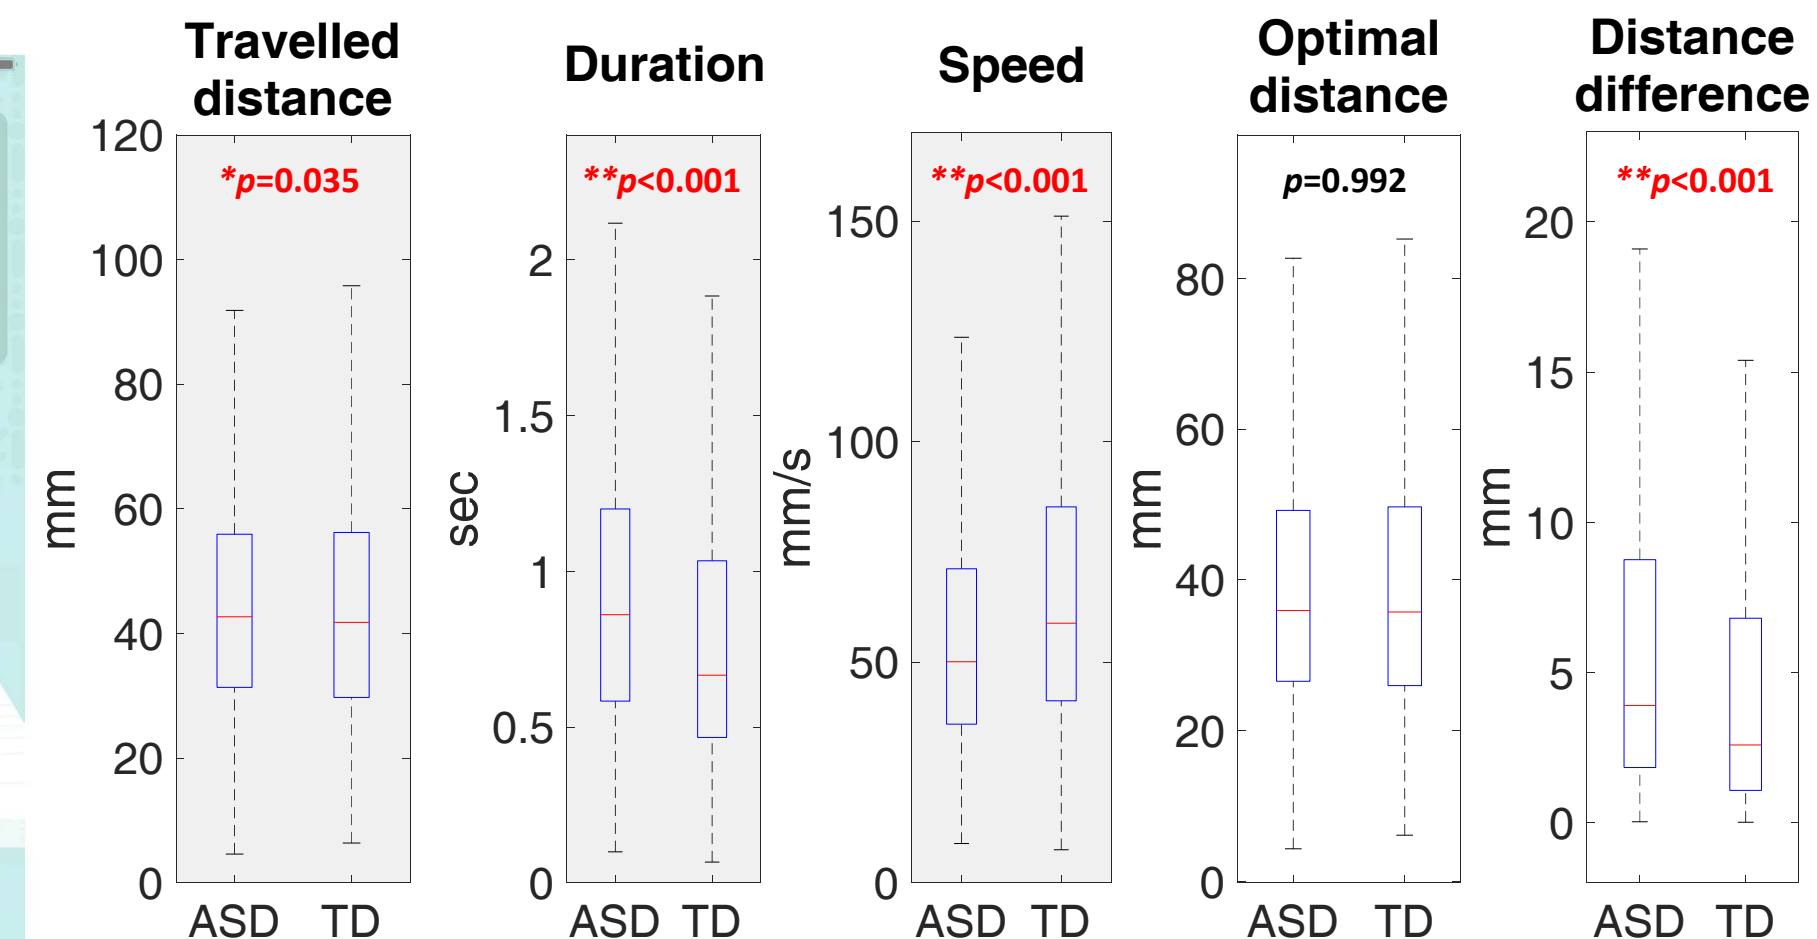 Travelled
distance
Duration
Speed
Optimal
distance
Distance
difference
*p=0.035
**p<0.001
**p<0.001
p=0.992
**p<0.001
mm
120
100
80
60
40
20
0
ASD TD
sec
2
1.5
1
0.5
0
ASD TD
mm/s
150
100
50
0
ASD TD
mm
80
60
40
20
0
ASD TD
mm
20
15
10
5
0
ASD TD